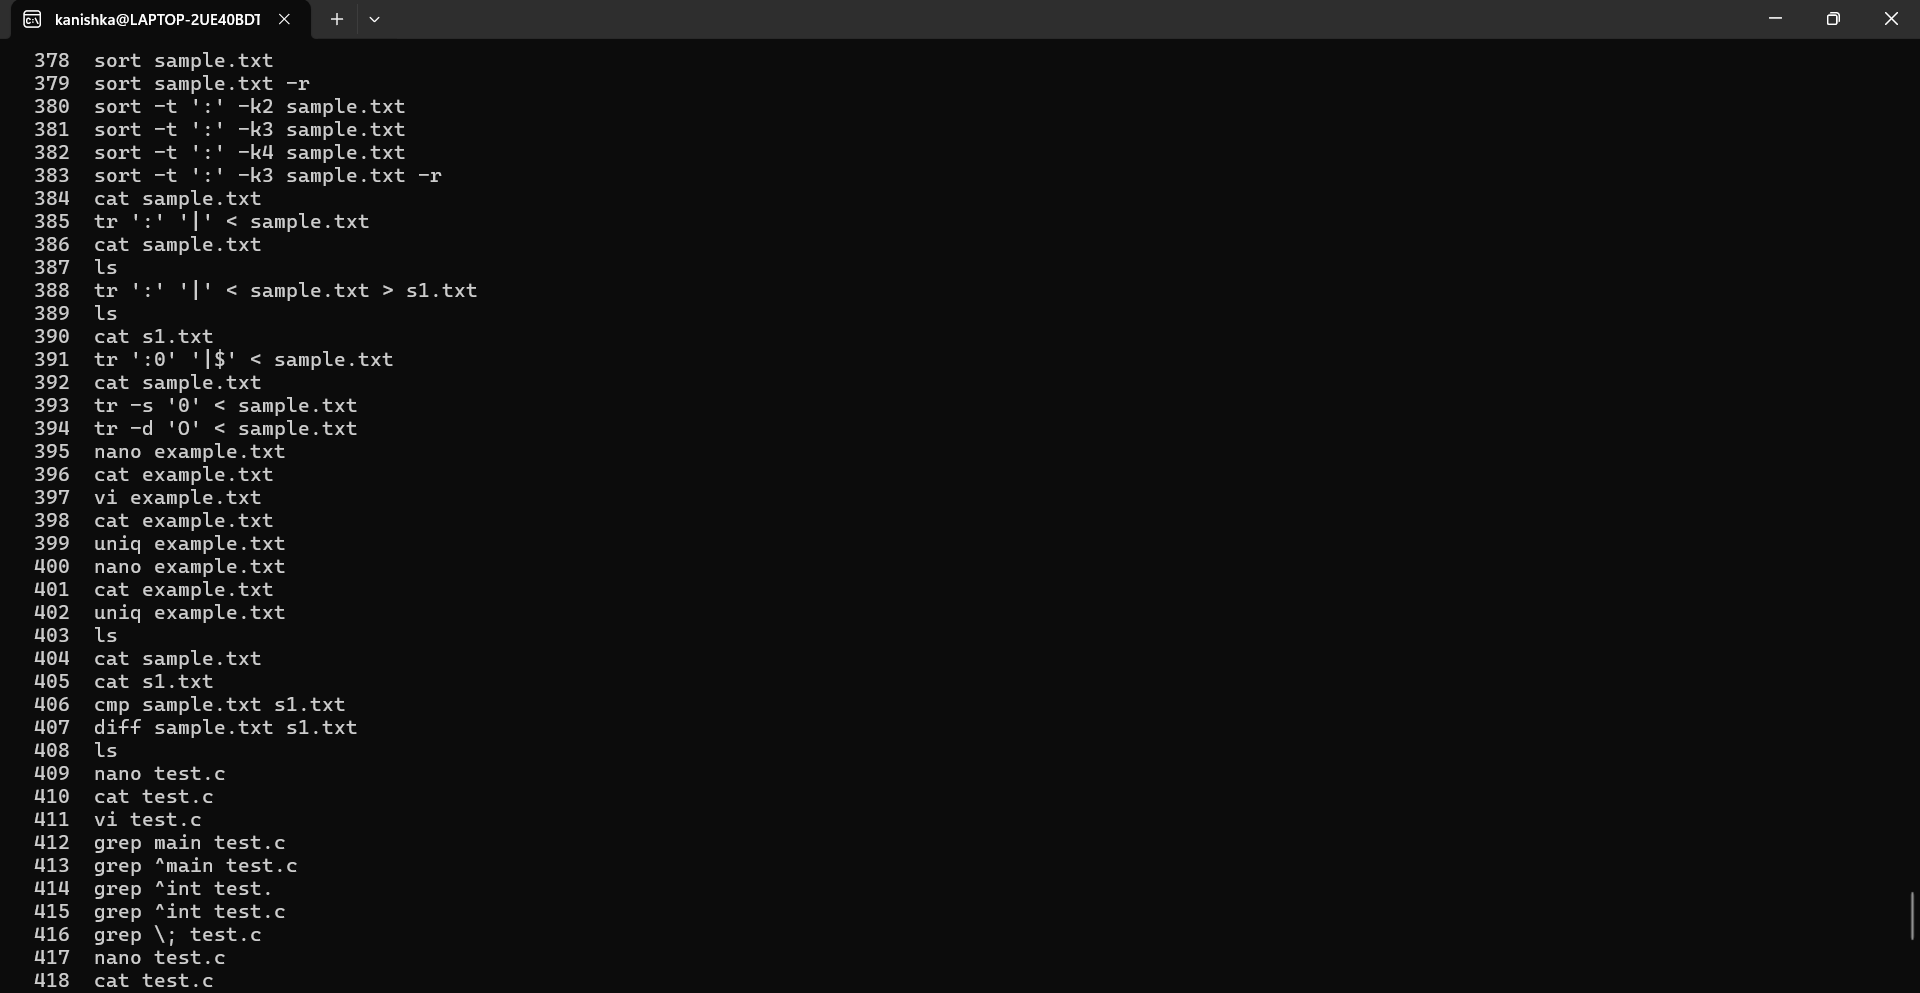 kanishka@LAPTOP-2UE40BDT
378 sort sample.txt
379 sort sample.txt -r
380 sort -t ':' -k2 sample.txt
381 sort -t ':' -k3 sample.txt
382 sort -t ':' -k4 sample.txt
383 sort -t ':' -k3 sample.txt -r
384 cat sample.txt
385 tr ':' '|' < sample.txt
386 cat sample.txt
387 ls
388 tr ':' '|' < sample.txt > s1.txt
389 ls
390 cat s1.txt
391 tr ':0' '|$' < sample.txt
392 cat sample.txt
393 tr -s '0' < sample.txt
394 tr -d 'O' < sample.txt
395 nano example.txt
396 cat example.txt
397 vi example.txt
398 cat example.txt
399 uniq example.txt
400 nano example.txt
401 cat example.txt
402 uniq example.txt
403 ls
404 cat sample.txt
405 cat s1.txt
406 cmp sample.txt s1.txt
407 diff sample.txt s1.txt
408 ls
409 nano test.c
410 cat test.c
411 vi test.c
412 grep main test.c
413 grep ^main test.c
414 grep ^int test.
415 grep ^int test.c
416 grep \; test.c
417 nano test.c
418 cat test.c